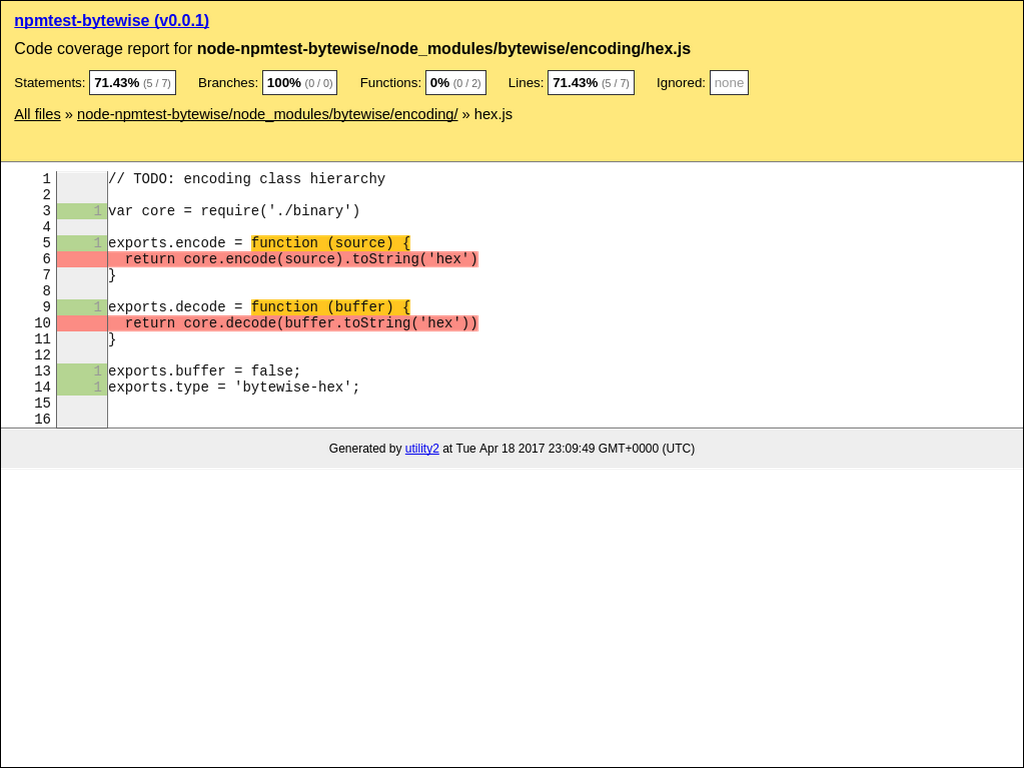 npmtest-bytewise (v0.0.1)
Code coverage report for node-npmtest-bytewise/node_modules/bytewise/encoding/hex.js
Statements: 71.43% (5 / 7) Branches: 100% (0 / 0) Functions: 0% (0 / 2) Lines: 71.43% (5 / 7) Ignored: none
All files » node-npmtest-bytewise/node_modules/bytewise/encoding/ » hex.js
1 // TODO: encoding class hierarchy
2
3 1 var core = require('./binary')
4
5 1 exports.encode = function (source) {
6 return core.encode(source).toString('hex')
7 }
8
9 1 exports.decode = function (buffer) {
10 return core.decode(buffer.toString('hex'))
11 }
12
13 1 exports.buffer = false;
14 1 exports.type = 'bytewise-hex';
15
16
Generated by utility2 at Tue Apr 18 2017 23:09:49 GMT+0000 (UTC)